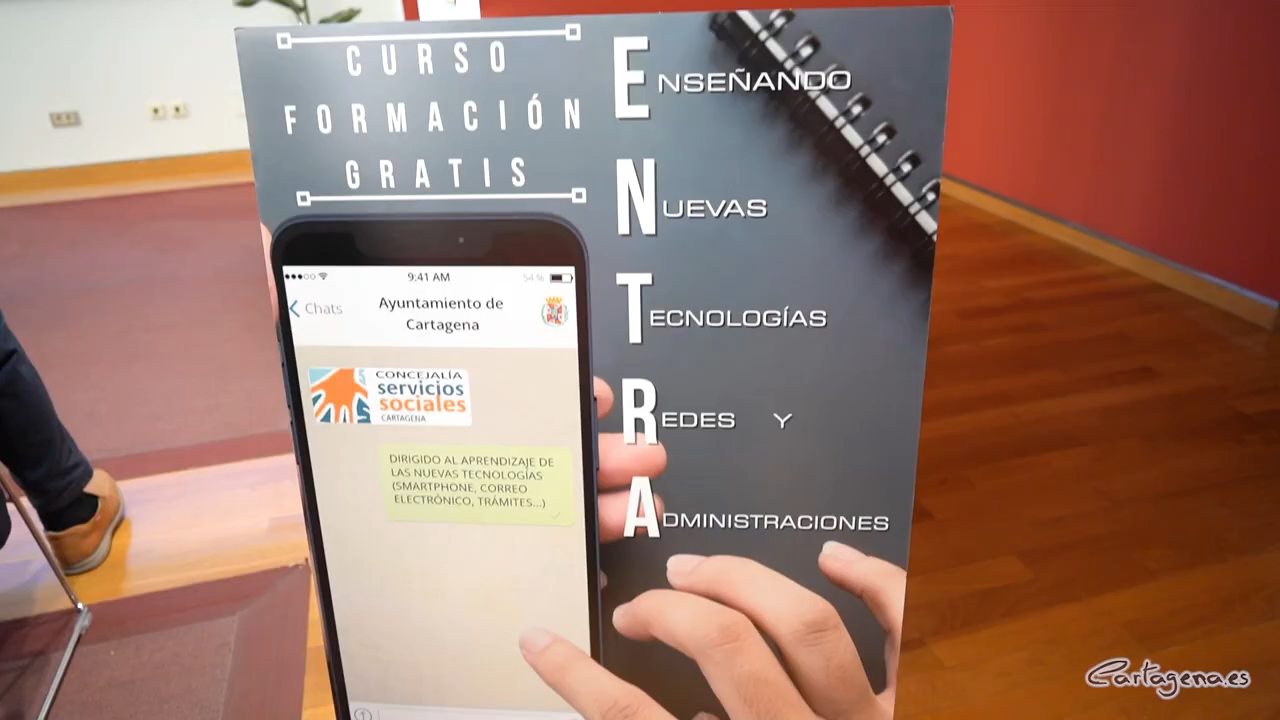 CURSO
FORMACIÓN
GRATIS
ENSEÑANDO
NUEVAS
TECNOLOGÍAS
REDES Y
ADMINISTRACIONES
9:41 AM
54 %
Chats
Ayuntamiento de
Cartagena
CONCEJALÍA
servicios
sociales
CARTAGENA
DIRIGIDO AL APRENDIZAJE DE
LAS NUEVAS TECNOLOGÍAS
(SMARTPHONE, CORREO
ELECTRÓNICO, TRÁMITES...)
Cartagena.es